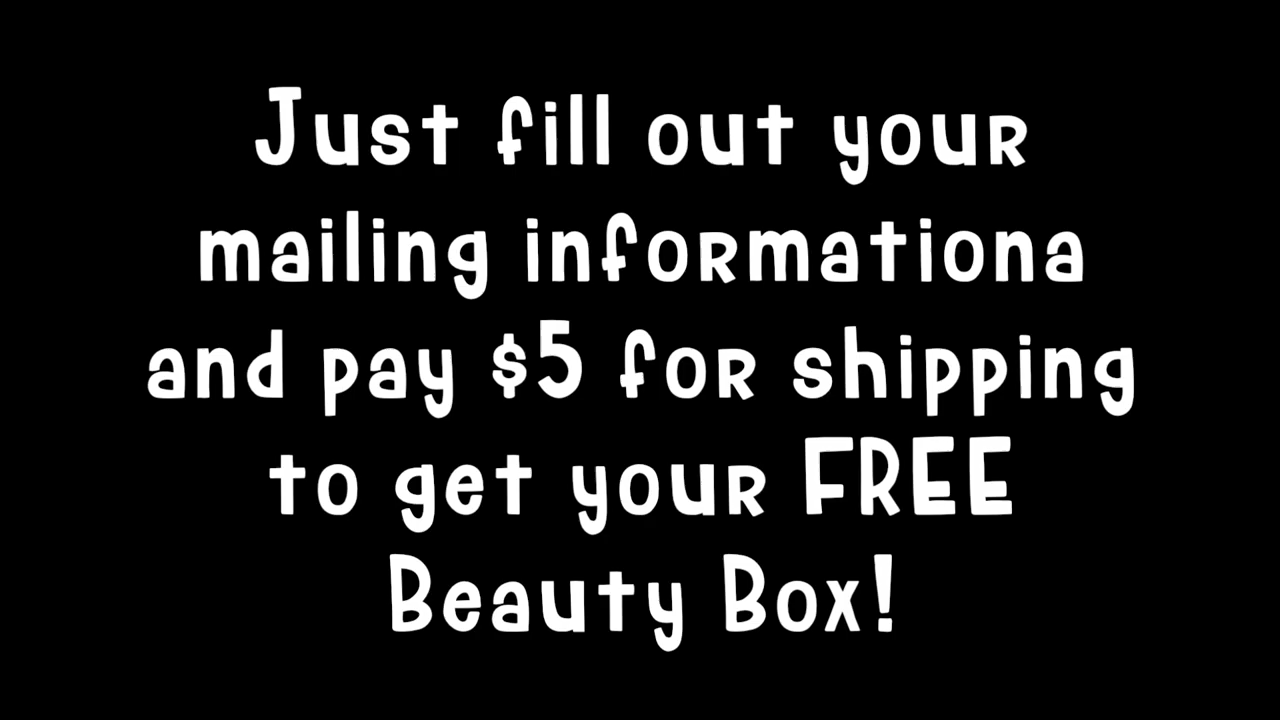 Just fill out your
mailing informationa
and pay $5 for shipping
to get your FREE
Beauty Box!